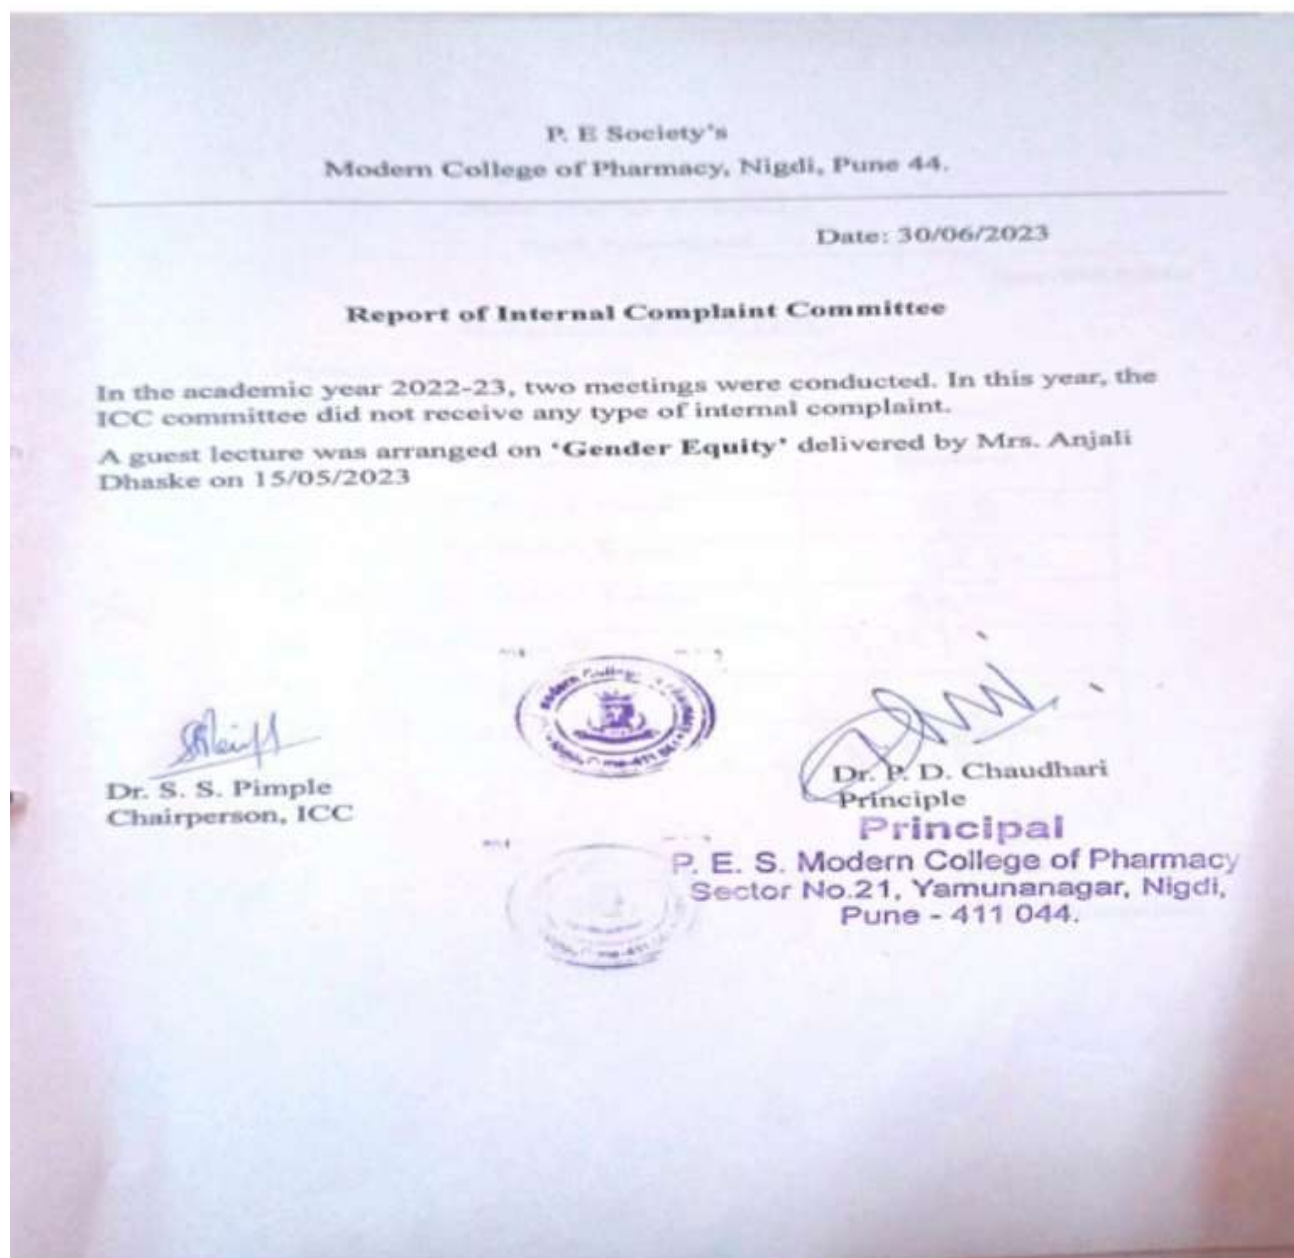 P. E Society's
Modern College of Pharmacy, Nigdi, Pune 44.
Date: 30/06/2023
Report of Internal Complaint Committee
In the academic year 2022-23, two meetings were conducted. In this year, the
ICC committee did not receive any type of internal complaint.
A guest lecture was arranged on ‘Gender Equity’ delivered by Mrs. Anjali
Dhaske on 15/05/2023
Dr. S. S. Pimple
Chairperson, ICC
Dr. P. D. Chaudhari
Principle
Principal
P. E. S. Modern College of Pharmacy
Sector No.21, Yamunanagar, Nigdi,
Pune - 411 044.